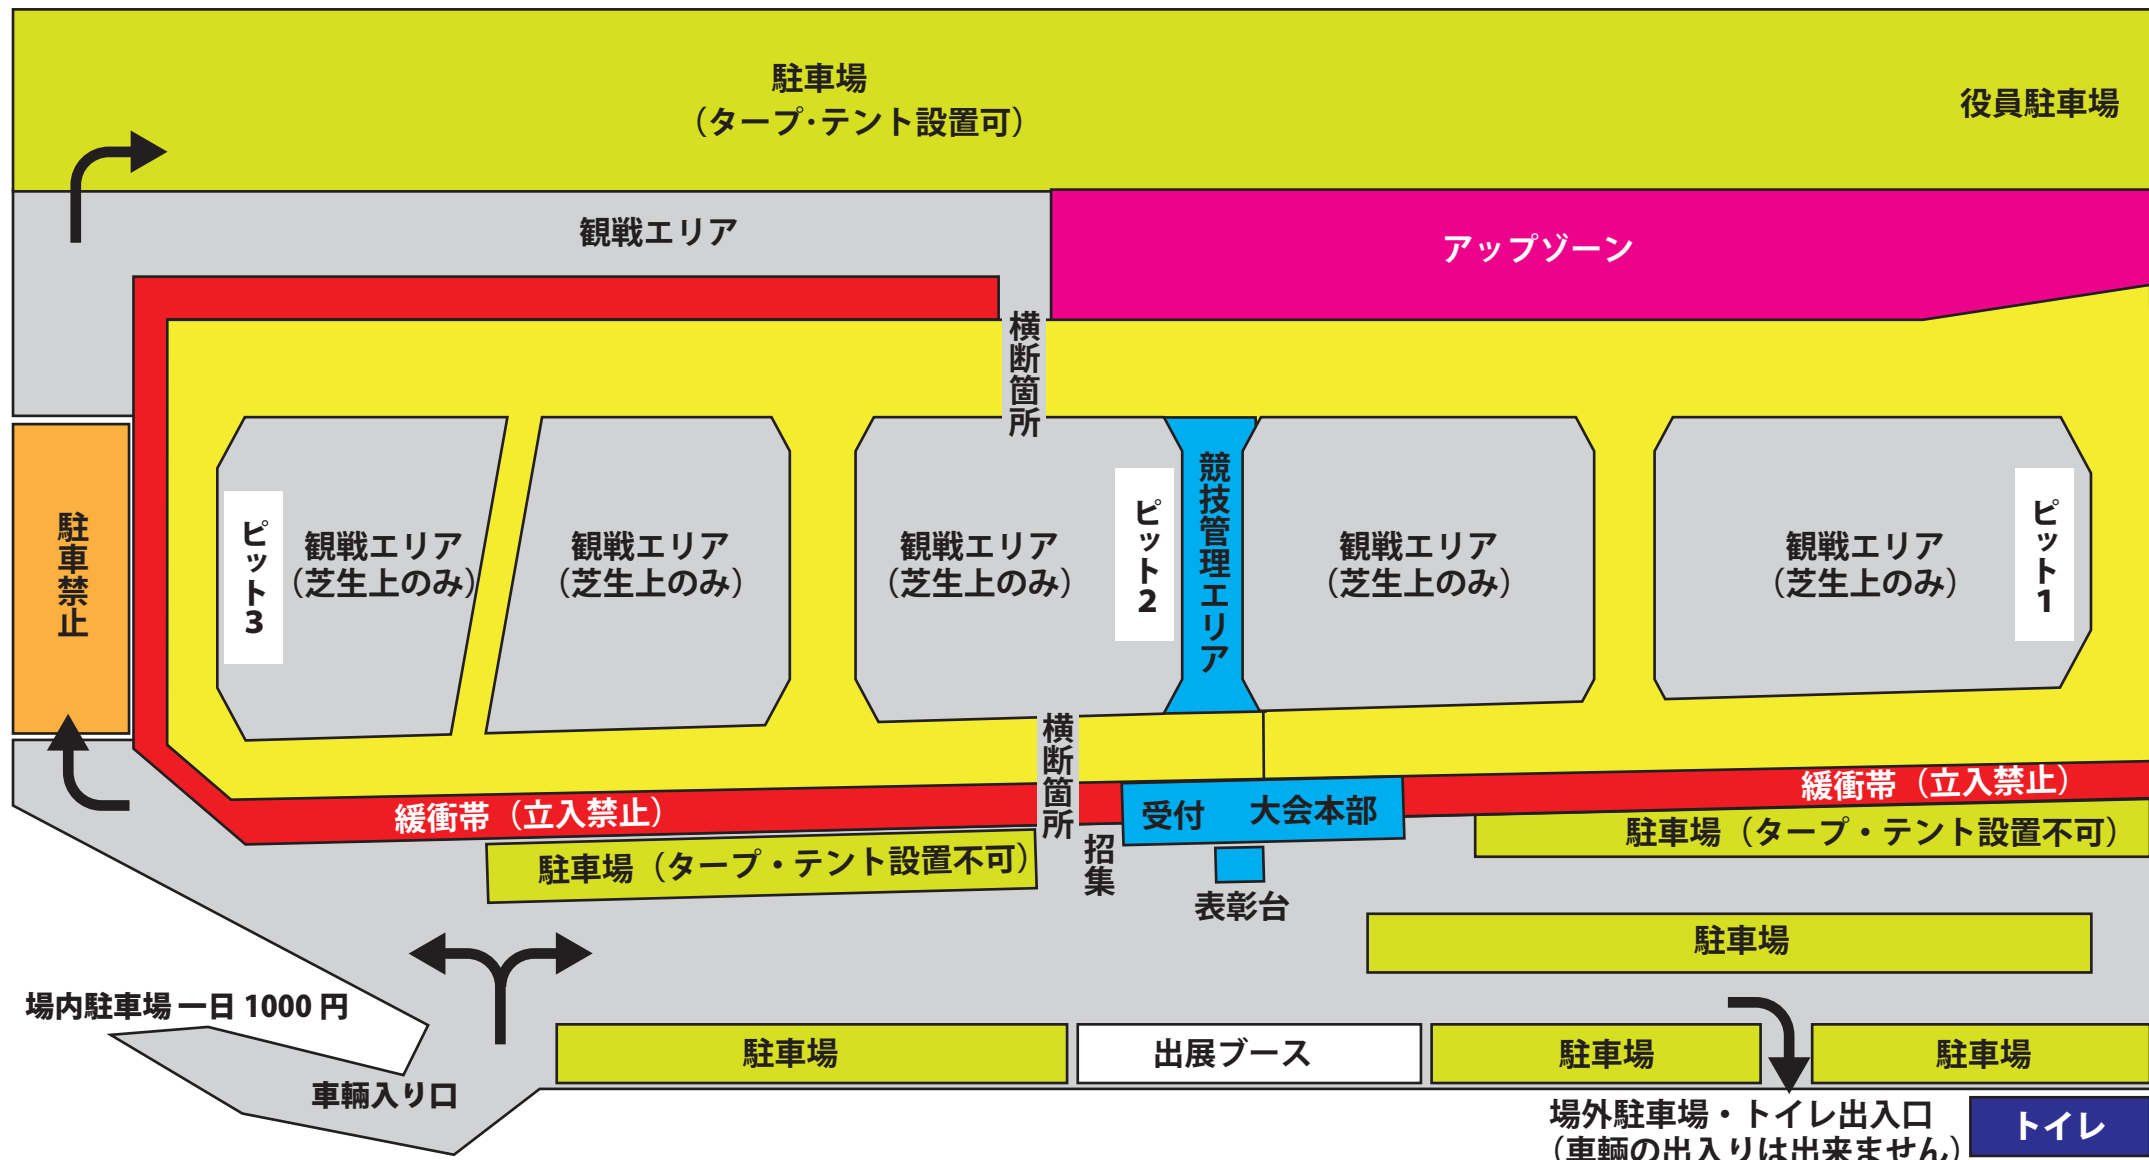 駐車場
（タープ・テント設置可）
役員駐車場
観戦エリア
アップゾーン
横断箇所
駐車禁止
ピット3
観戦エリア
（芝生上のみ）
観戦エリア
（芝生上のみ）
観戦エリア
（芝生上のみ）
ピット2
競技管理エリア
観戦エリア
（芝生上のみ）
観戦エリア
（芝生上のみ）
ピット1
横断箇所
緩衝帯（立入禁止）
緩衝帯（立入禁止）
受付
大会本部
駐車場（タープ・テント設置不可）
駐車場（タープ・テント設置不可）
招集
表彰台
駐車場
場内駐車場 一日 1000 円
車輛入り口
駐車場
出展ブース
駐車場
駐車場
場外駐車場・トイレ出入口
（車輛の出入りは出来ません）
トイレ